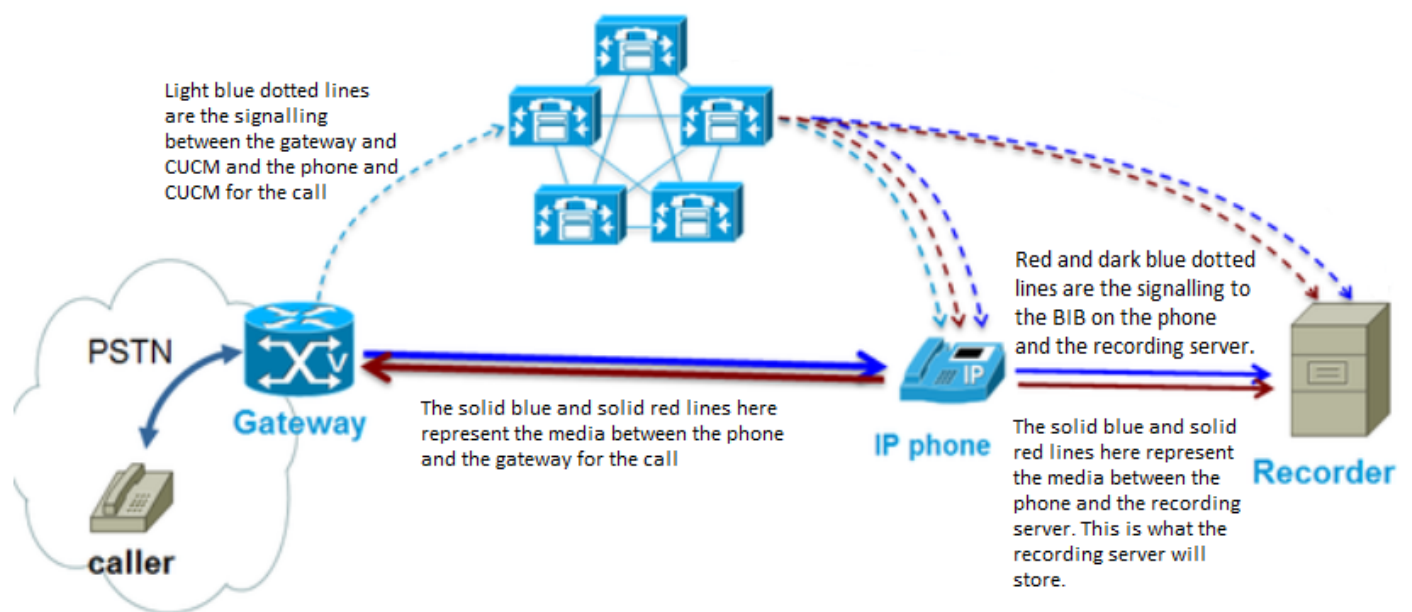 Light blue dotted lines
are the signalling
between the gateway and
CUCM and the phone and
CUCM for the call
PSTN
V
Gateway
caller
The solid blue and solid red lines here
represent the media between the phone
and the gateway for the call
IP
IP phone
Red and dark blue dotted
lines are the signalling to
the BIB on the phone
and the recording server.
The solid blue and solid
red lines here represent
the media between the
phone and the recording
server. This is what the
recording server will
store.
Recorder